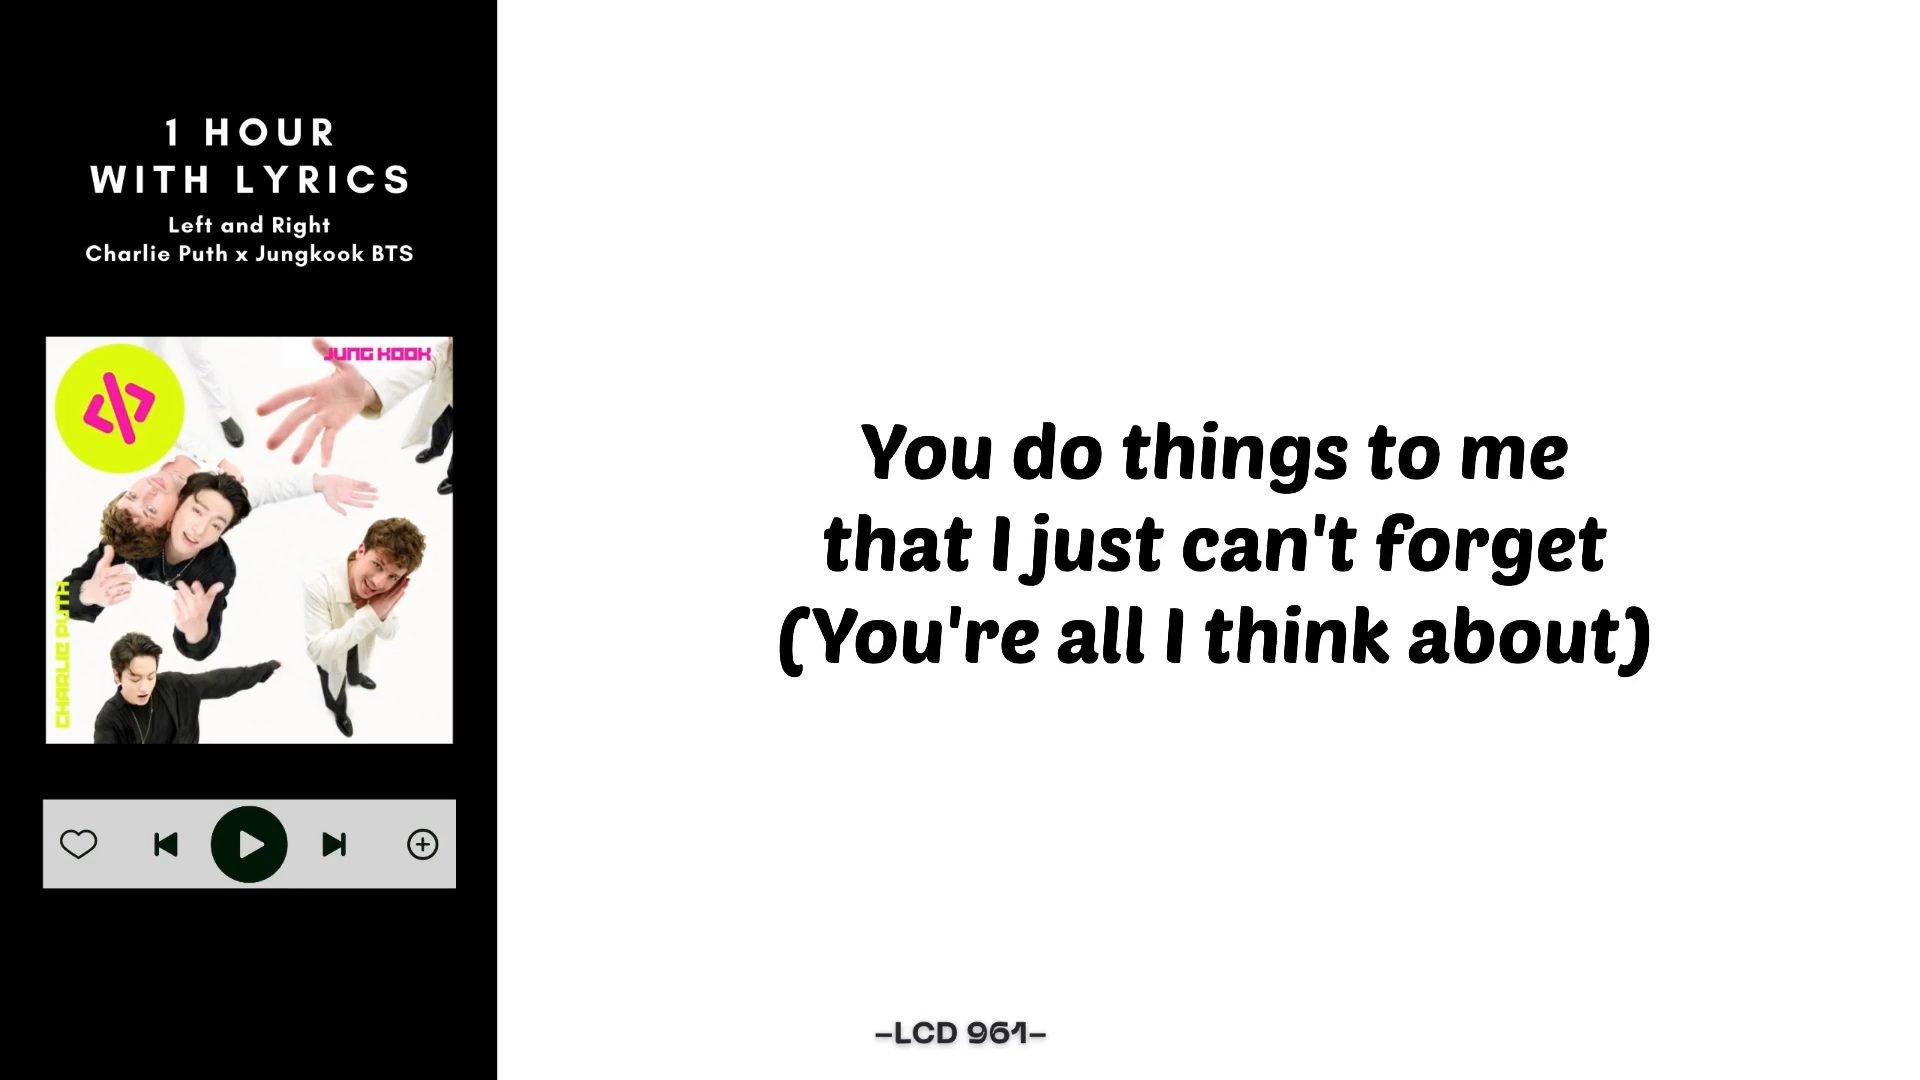 1 HOUR
WITH LYRICS
Left and Right
Charlie Puth x Jungkook BTS
JUNG KOOK
CHARLIE PUTH
You do things to me
that I just can't forget
(You're all I think about)
–LCD 961–